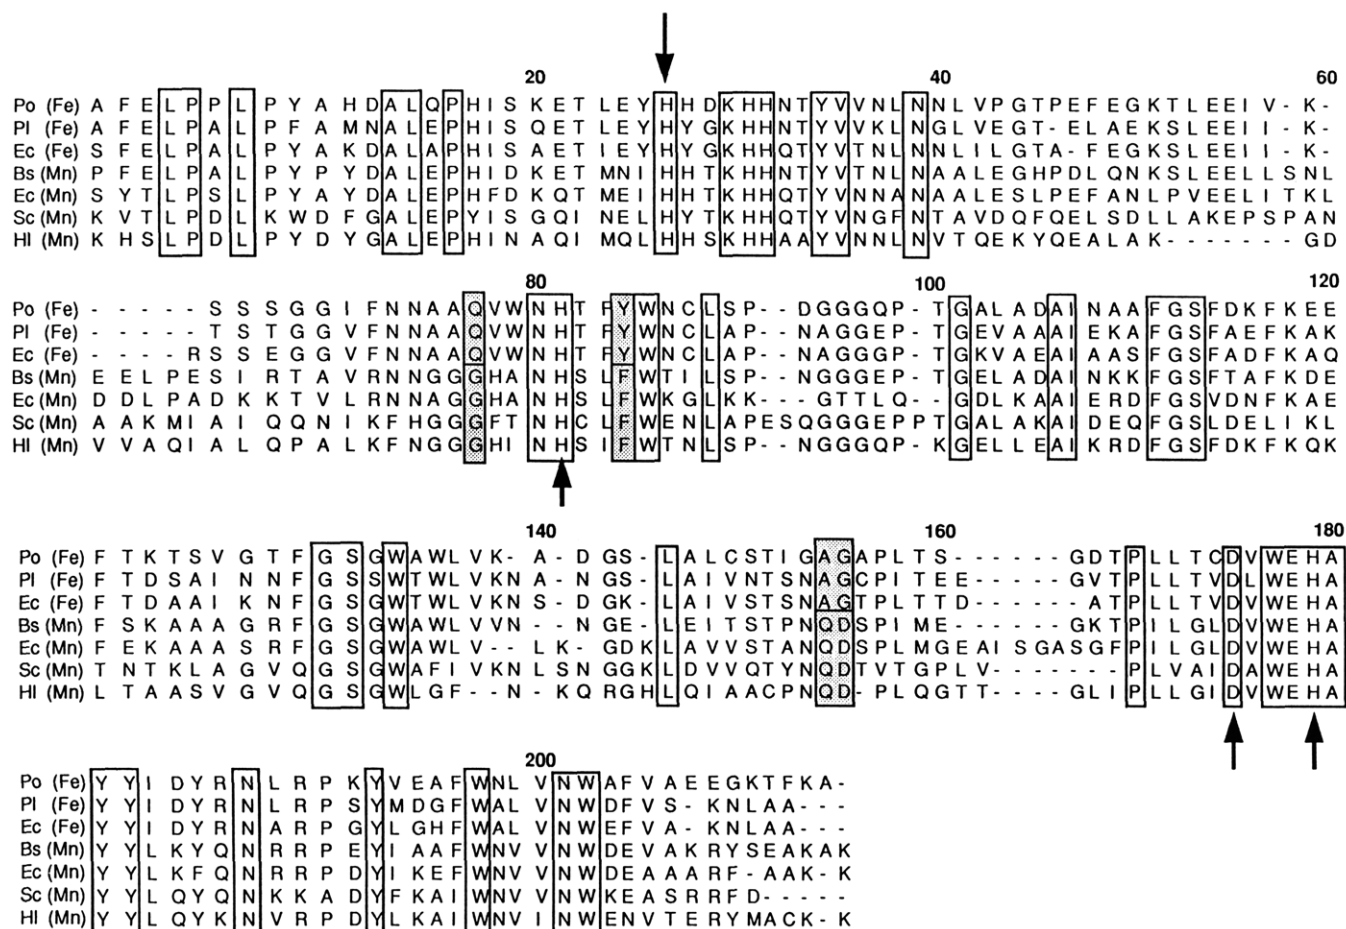 20 40 60
Po (Fe) A F E L P P L P Y A H D A L Q P H I S K E T L E Y H H D K H H N T Y V V N L N N L V P G T P E F E G K T L E E I V - K -
Pl (Fe) A F E L P A L P F A M N A L E P H I S Q E T L E Y H Y G K H H N T Y V V K L N G L V E G T - E L A E K S L E E I I - K -
Ec (Fe) S F E L P A L P Y A K D A L A P H I S A E T I E Y H Y G K H H Q T Y V T N L N N L I L G T A - F E G K S L E E I I - K -
Bs (Mn) P F E L P A L P Y P Y D A L E P H I D K E T M N I H H T K H H Q T Y V T N L N A A L E G H P D L Q N K S L E E L L S N L
Ec (Mn) S Y T L P S L P Y A Y D A L E P H F D K Q T M E I H H T K H H Q T Y V N N A N A A L E S L P E F A N L P V E E L I T K L
Sc (Mn) K V T L P D L K W D F G A L E P Y I S G Q I N E L H Y T K H H Q T Y V N G F N T A V D Q F Q E L S D L L A K E P S P A N
Hl (Mn) K H S L P D L P Y D Y G A L E P H I N A Q I M Q L H H S K H H A A Y V N N L N V T Q E K Y Q E A L A K - - - - - - - G D
80 100 120
Po (Fe) - - - - - S S S G G I F N N A A Q V W N H T F Y W N C L S P - - D G G G Q P - T G A L A D A I N A A F G S F D K F K E E
Pl (Fe) - - - - - T S T G G V F N N A A Q V W N H T F Y W N C L A P - - N A G G E P - T G E V A A A I E K A F G S F A E F K A K
Ec (Fe) - - - - R S S E G G V F N N A A Q V W N H T F Y W N C L A P - - N A G G G P - T G K V A E A I A A S F G S F A D F K A Q
Bs (Mn) E E L P E S I R T A V R N N G G G H A N H S L F W T I L S P - - N G G G E P - T G E L A D A I N K K F G S F T A F K D E
Ec (Mn) D D L P A D K K T V L R N N A G G H A N H S L F W K G L K K - - - G T T L Q - - G D L K A A I E R D F G S V D N F K A E
Sc (Mn) A A K M I A I Q Q N I K F H G G G F T N H C L F W E N L A P E S Q G G G E P P T G A L A K A I D E Q F G S L D E L I K L
Hl (Mn) V V A Q I A L Q P A L K F N G G G H I N H S I F W T N L S P - - N G G G Q P - K G E L L E A I K R D F G S F D K F K Q K
140 160 180
Po (Fe) F T K T S V G T F G S G W A W L V K - A - D G S - L A L C S T I G A G A P L T S - - - - - - G D T P L L T C D V W E H A
Pl (Fe) F T D S A I N N F G S S W T W L V K N A - N G S - L A I V N T S N A G C P I T E E - - - - - G V T P L L T V D L W E H A
Ec (Fe) F T D A A I K N F G S G W T W L V K N S - D G K - L A I V S T S N A G T P L T T D - - - - - - A T P L L T V D V W E H A
Bs (Mn) F S K A A A G R F G S G W A W L V V N - - N G E - L E I T S T P N Q D S P I M E - - - - - - G K T P I L G L D V W E H A
Ec (Mn) F E K A A A S R F G S G W A W L V - - L K - G D K L A V V S T A N Q D S P L M G E A I S G A S G F P I L G L D V W E H A
Sc (Mn) T N T K L A G V Q G S G W A F I V K N L S N G G K L D V V Q T Y N Q D T V T G P L V - - - - - - P L V A I D A W E H A
Hl (Mn) L T A A S V G V Q G S G W L G F - - N - K Q R G H L Q I A A C P N Q D - P L Q G T T - - - - G L I P L L G I D V W E H A
200
Po (Fe) Y Y I D Y R N L R P K Y V E A F W N L V N W A F V A E E G K T F K A -
Pl (Fe) Y Y I D Y R N L R P S Y M D G F W A L V N W D F V S - K N L A A - - -
Ec (Fe) Y Y I D Y R N A R P G Y L G H F W A L V N W E F V A - K N L A A - - - -
Bs (Mn) Y Y L K Y Q N R R P E Y I A A F W N V V N W D E V A K R Y S E A K A K
Ec (Mn) Y Y L K F Q N R R P D Y I K E F W N V V N W D E A A A R F - A A K - K
Sc (Mn) Y Y L Q Y Q N K K A D Y F K A I W N V V N W K E A S R R F D - - - - -
Hl (Mn) Y Y L Q Y K N V R P D Y L K A I W N V I N W E N V T E R Y M A C K - K